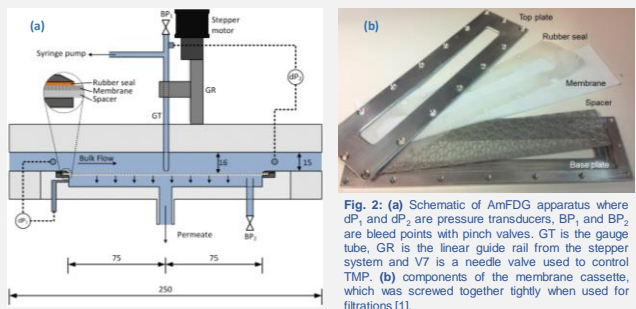 (a)
BP1
Stepper
motor
Syringe pump
dP2
Rubber seal
Membrane
Spacer
GR
GT
Bulk Flow
16
15
dP1
BP2
Permeate
75
75
250
(b)
Top plate
Rubber seal
Membrane
Spacer
Base plate
Fig. 2: (a) Schematic of AmFDG apparatus where
dP1 and dP2 are pressure transducers, BP1 and BP2
are bleed points with pinch valves. GT is the gauge
tube, GR is the linear guide rail from the stepper
system and V7 is a needle valve used to control
TMP. (b) components of the membrane cassette,
which was screwed together tightly when used for
filtrations [1].